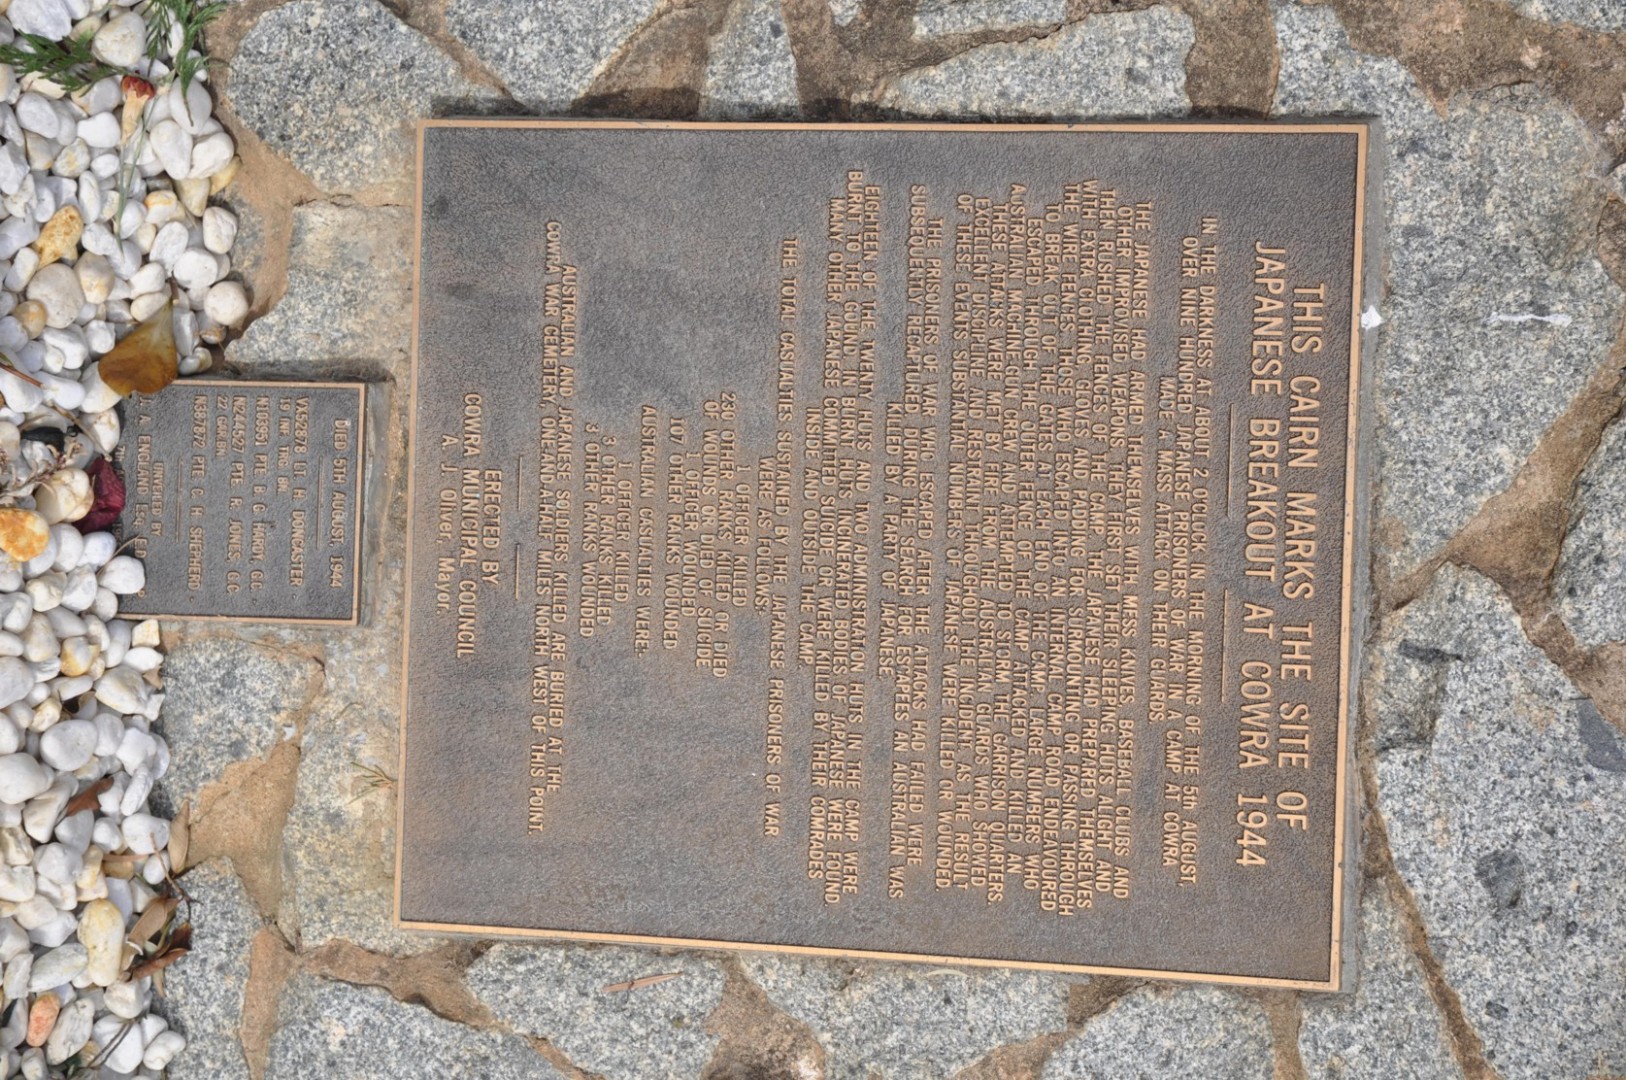 THIS CAIRN MARKS THE SITE OF
JAPANESE BREAKOUT AT COWRA 1944
IN THE DARKNESS AT ABOUT 2 O'CLOCK IN THE MORNING OF THE 5th AUGUST,
OVER NINE HUNDRED JAPANESE PRISONERS OF WAR IN A CAMP AT COWRA
MADE A MASS ATTACK ON THEIR GUARDS
THE JAPANESE HAD ARMED THEMSELVES WITH MESS KNIVES, BASEBALL CLUBS AND
OTHER IMPROVISED WEAPONS THEY FIRST SET THEIR SLEEPING HUTS ALIGHT AND
THEN RUSHED THE FENCES OF THE CAMP. THE JAPANESE HAD PREPARED THEMSELVES
WITH EXTRA CLOTHING, GLOVES AND PADDING FOR SURMOUNTING OR PASSING THROUGH
THE WIRE FENCES THOSE WHO ESCAPED INTO AN INTERNAL CAMP ROAD ENDEAVOURED
TO BREAK OUT OF THE GATES AT EACH END OF THE CAMP. LARGE NUMBERS WHO
ESCAPED THROUGH THE OUTER FENCE OF THE CAMP ATTACKED AND KILLED AN
AUSTRALIAN MACHINE GUN CREW AND ATTEMPTED TO STORM THE GARRISON QUARTERS
THESE ATTACKS WERE MET BY FIRE FROM THE AUSTRALIAN GUARDS WHO SHOWED
EXCELLENT DISCIPLINE AND RESTRAINT THROUGHOUT THE INCIDENT, AS THE RESULT
OF THESE EVENTS SUBSTANTIAL NUMBERS OF JAPANESE WERE KILLED OR WOUNDED.
THE PRISONERS OF WAR WHO ESCAPED AFTER THE ATTACKS HAD FAILED WERE
SUBSEQUENTLY RECAPTURED. DURING THE SEARCH FOR ESCAPES AN AUSTRALIAN WAS
KILLED BY A PARTY OF JAPANESE
EIGHTEEN OF THE TWENTY HUTS AND TWO ADMINISTRATION HUTS IN THE CAMP WERE
BURNT TO THE GOUND. IN BURNT HUTS INCINERATED BODIES OF JAPANESE WERE FOUND.
MANY OTHER JAPANESE COMMITTED SUICIDE OR WERE KILLED BY THEIR COMRADES
INSIDE AND OUTSIDE THE CAMP.
THE TOTAL CASUALTIES SUSTAINED BY THE JAPANESE PRISONERS OF WAR
WERE AS FOLLOWS:
1 OFFICER KILLED
230 OTHER RANKS KILLED OR DIED
OF WOUNDS OR DIED OF SUICIDE
1 OFFICER WOUNDED
107 OTHER RANKS WOUNDED
AUSTRALIAN CASUALTIES WERE:
1 OFFICER KILLED
3 OTHER RANKS KILLED
3 OTHER RANKS WOUNDED
AUSTRALIAN AND JAPANESE SOLDIERS KILLED ARE BURIED AT THE
COWRA WAR CEMETERY, ONE AND A HALF MILES NORTH WEST OF THIS POINT.
ERECTED BY
COWRA MUNICIPAL COUNCIL
A. J. Oliver, Mayor.
DIED 5TH AUGUST 1944
VX52678 LT H. DONCASTER.
19 INF. TRG BN.
N103951 PTE B. G. HARDY G.C.
N244527 PTE. R. JONES G.C.
22 GRSN.
N387872 PTE C. H. SHEPHERD.
UNVEILED BY
J. A. ENGLAND ESQ.